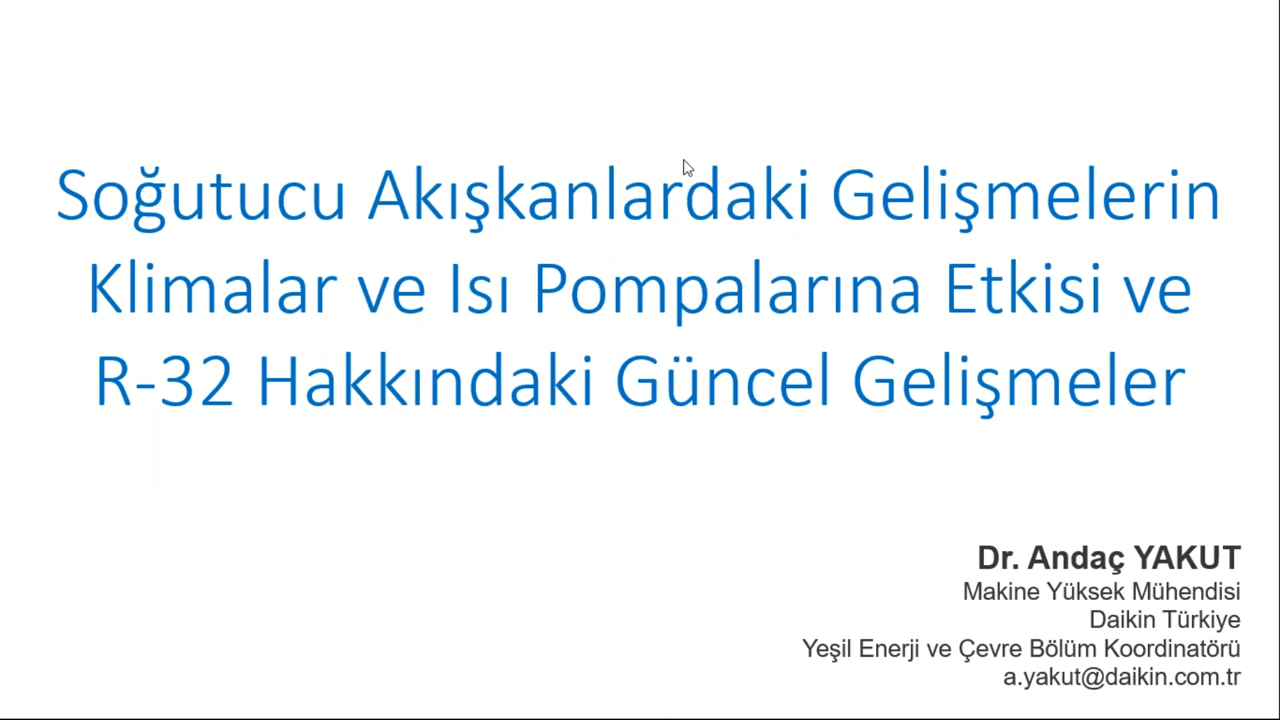 Soğutucu Akışkanlardaki Gelişmelerin
Klimalar ve Isı Pompalarına Etkisi ve
R-32 Hakkındaki Güncel Gelişmeler
Dr. Andaç YAKUT
Makine Yüksek Mühendisi
Daikin Türkiye
Yeşil Enerji ve Çevre Bölüm Koordinatörü
a.yakut@daikin.com.tr